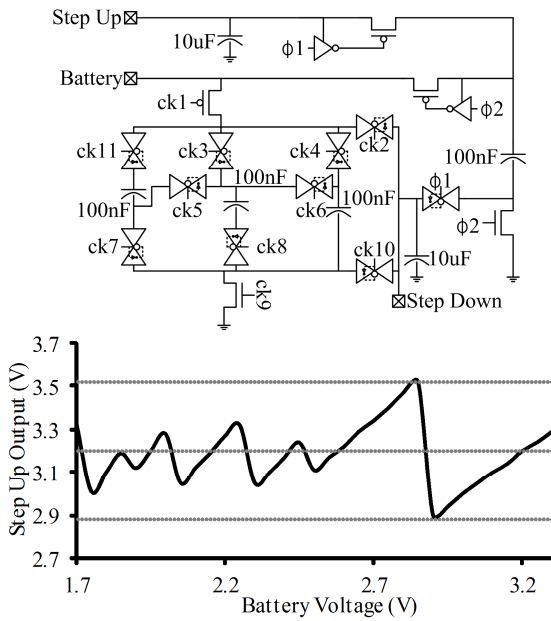 Step Up
10uF
ϕ1
Battery
ck1
ϕ2
ck11
ck3
ck4
ck2
100nF
100nF
ck5
100nF
ck6
100nF
ϕ1
ck7
ck8
ck10
10uF
ϕ2
ck9
Step Down
3.7
3.5
3.3
3.1
2.9
2.7
Step Up Output (V)
1.7 2.2 2.7 3.2
Battery Voltage (V)